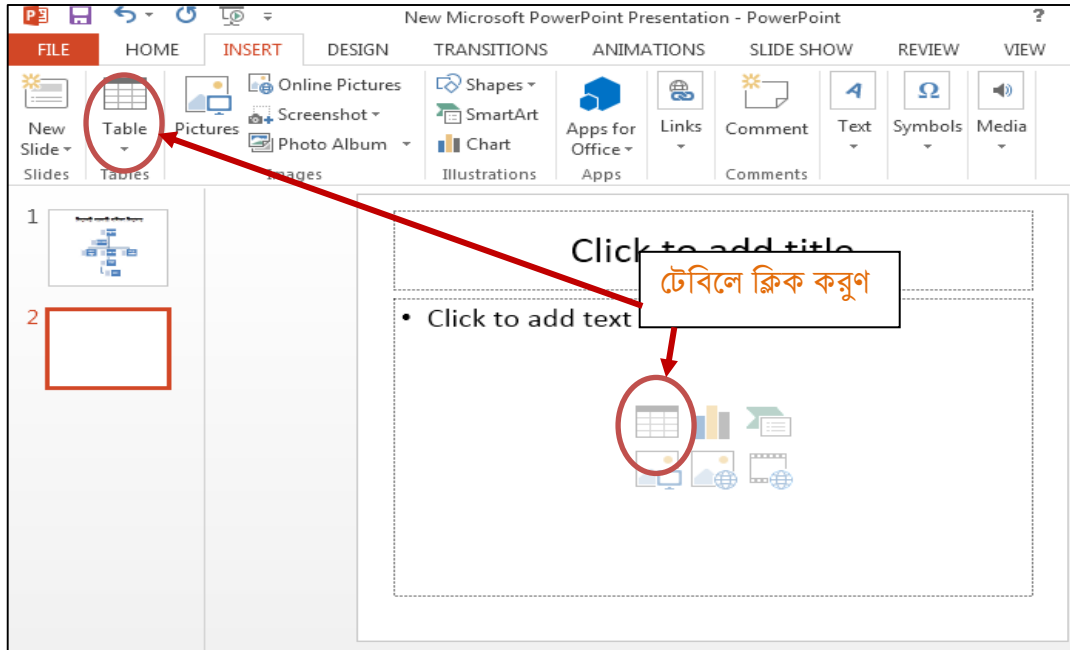 New Microsoft PowerPoint Presentation - PowerPoint ?
FILE HOME INSERT DESIGN TRANSITIONS ANIMATIONS SLIDE SHOW REVIEW VIEW
New Slide
Table
Pictures
Online Pictures
Screenshot
Photo Album
Shapes
SmartArt
Chart
Apps for Office
Links
Comment
Text
Symbols
Media
Slides Tables Images Illustrations Apps Comments
1
2
Click to add title
টেবিলে ক্লিক করুণ
• Click to add text